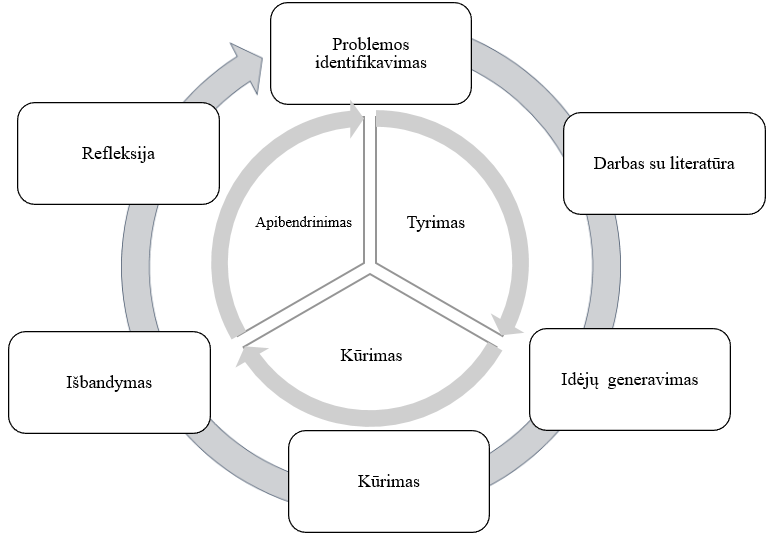 Problemos
identifikavimas
Darbas su literatūra
Idėjų generavimas
Kūrimas
Išbandymas
Refleksija
Tyrimas
Kūrimas
Apibendrinimas